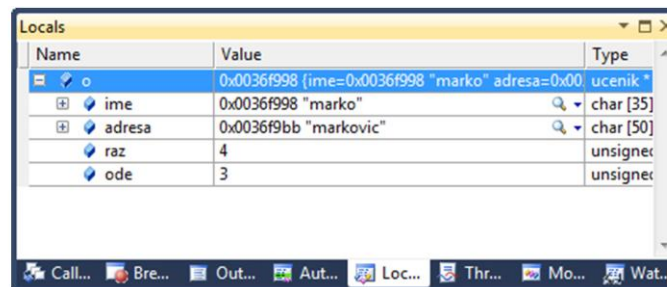 Locals
Name Value Type
o 0x0036f998 {ime=0x0036f998 "marko" adresa=0x00 ucenik *
ime 0x0036f998 "marko" char [35]
adresa 0x0036f9bb "markovic" char [50]
raz 4 unsigned
ode 3 unsigned
Call... Bre... Out... Aut... Loc... Thr... Mo... Wat...